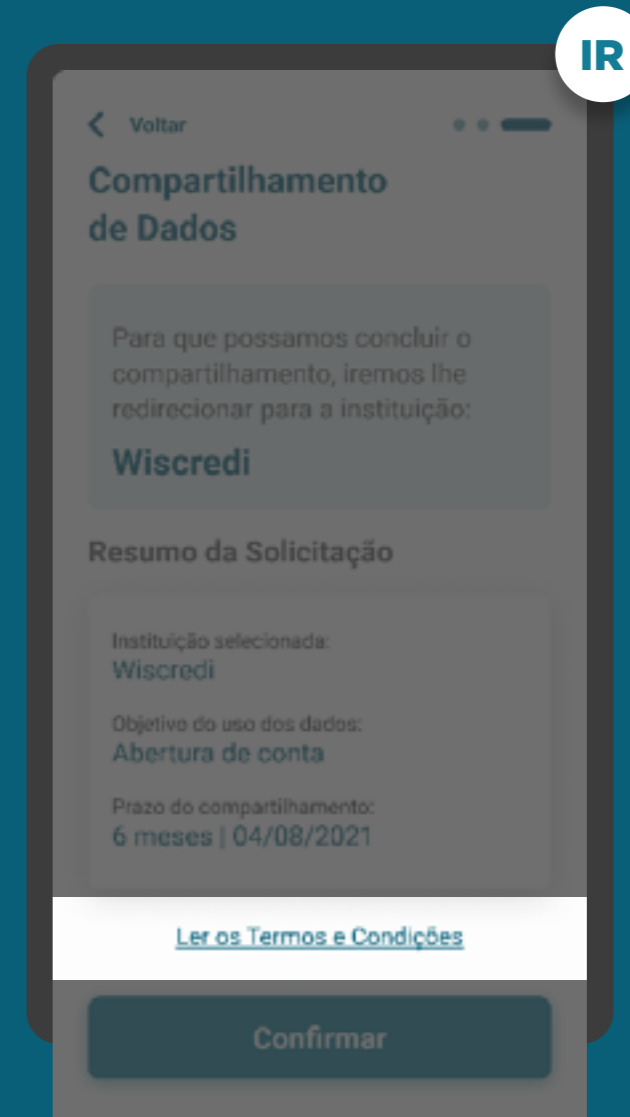 IR
Voltar
Compartilhamento
de Dados
Para que possamos concluir o
compartilhamento, iremos lhe
redirecionar para a instituição:
Wiscredi
Resumo da Solicitação
Instituição selecionada:
Wiscredi
Objetivo do uso dos dados:
Abertura de conta
Prazo do compartilhamento:
6 meses | 04/08/2021
Ler os Termos e Condições
Confirmar